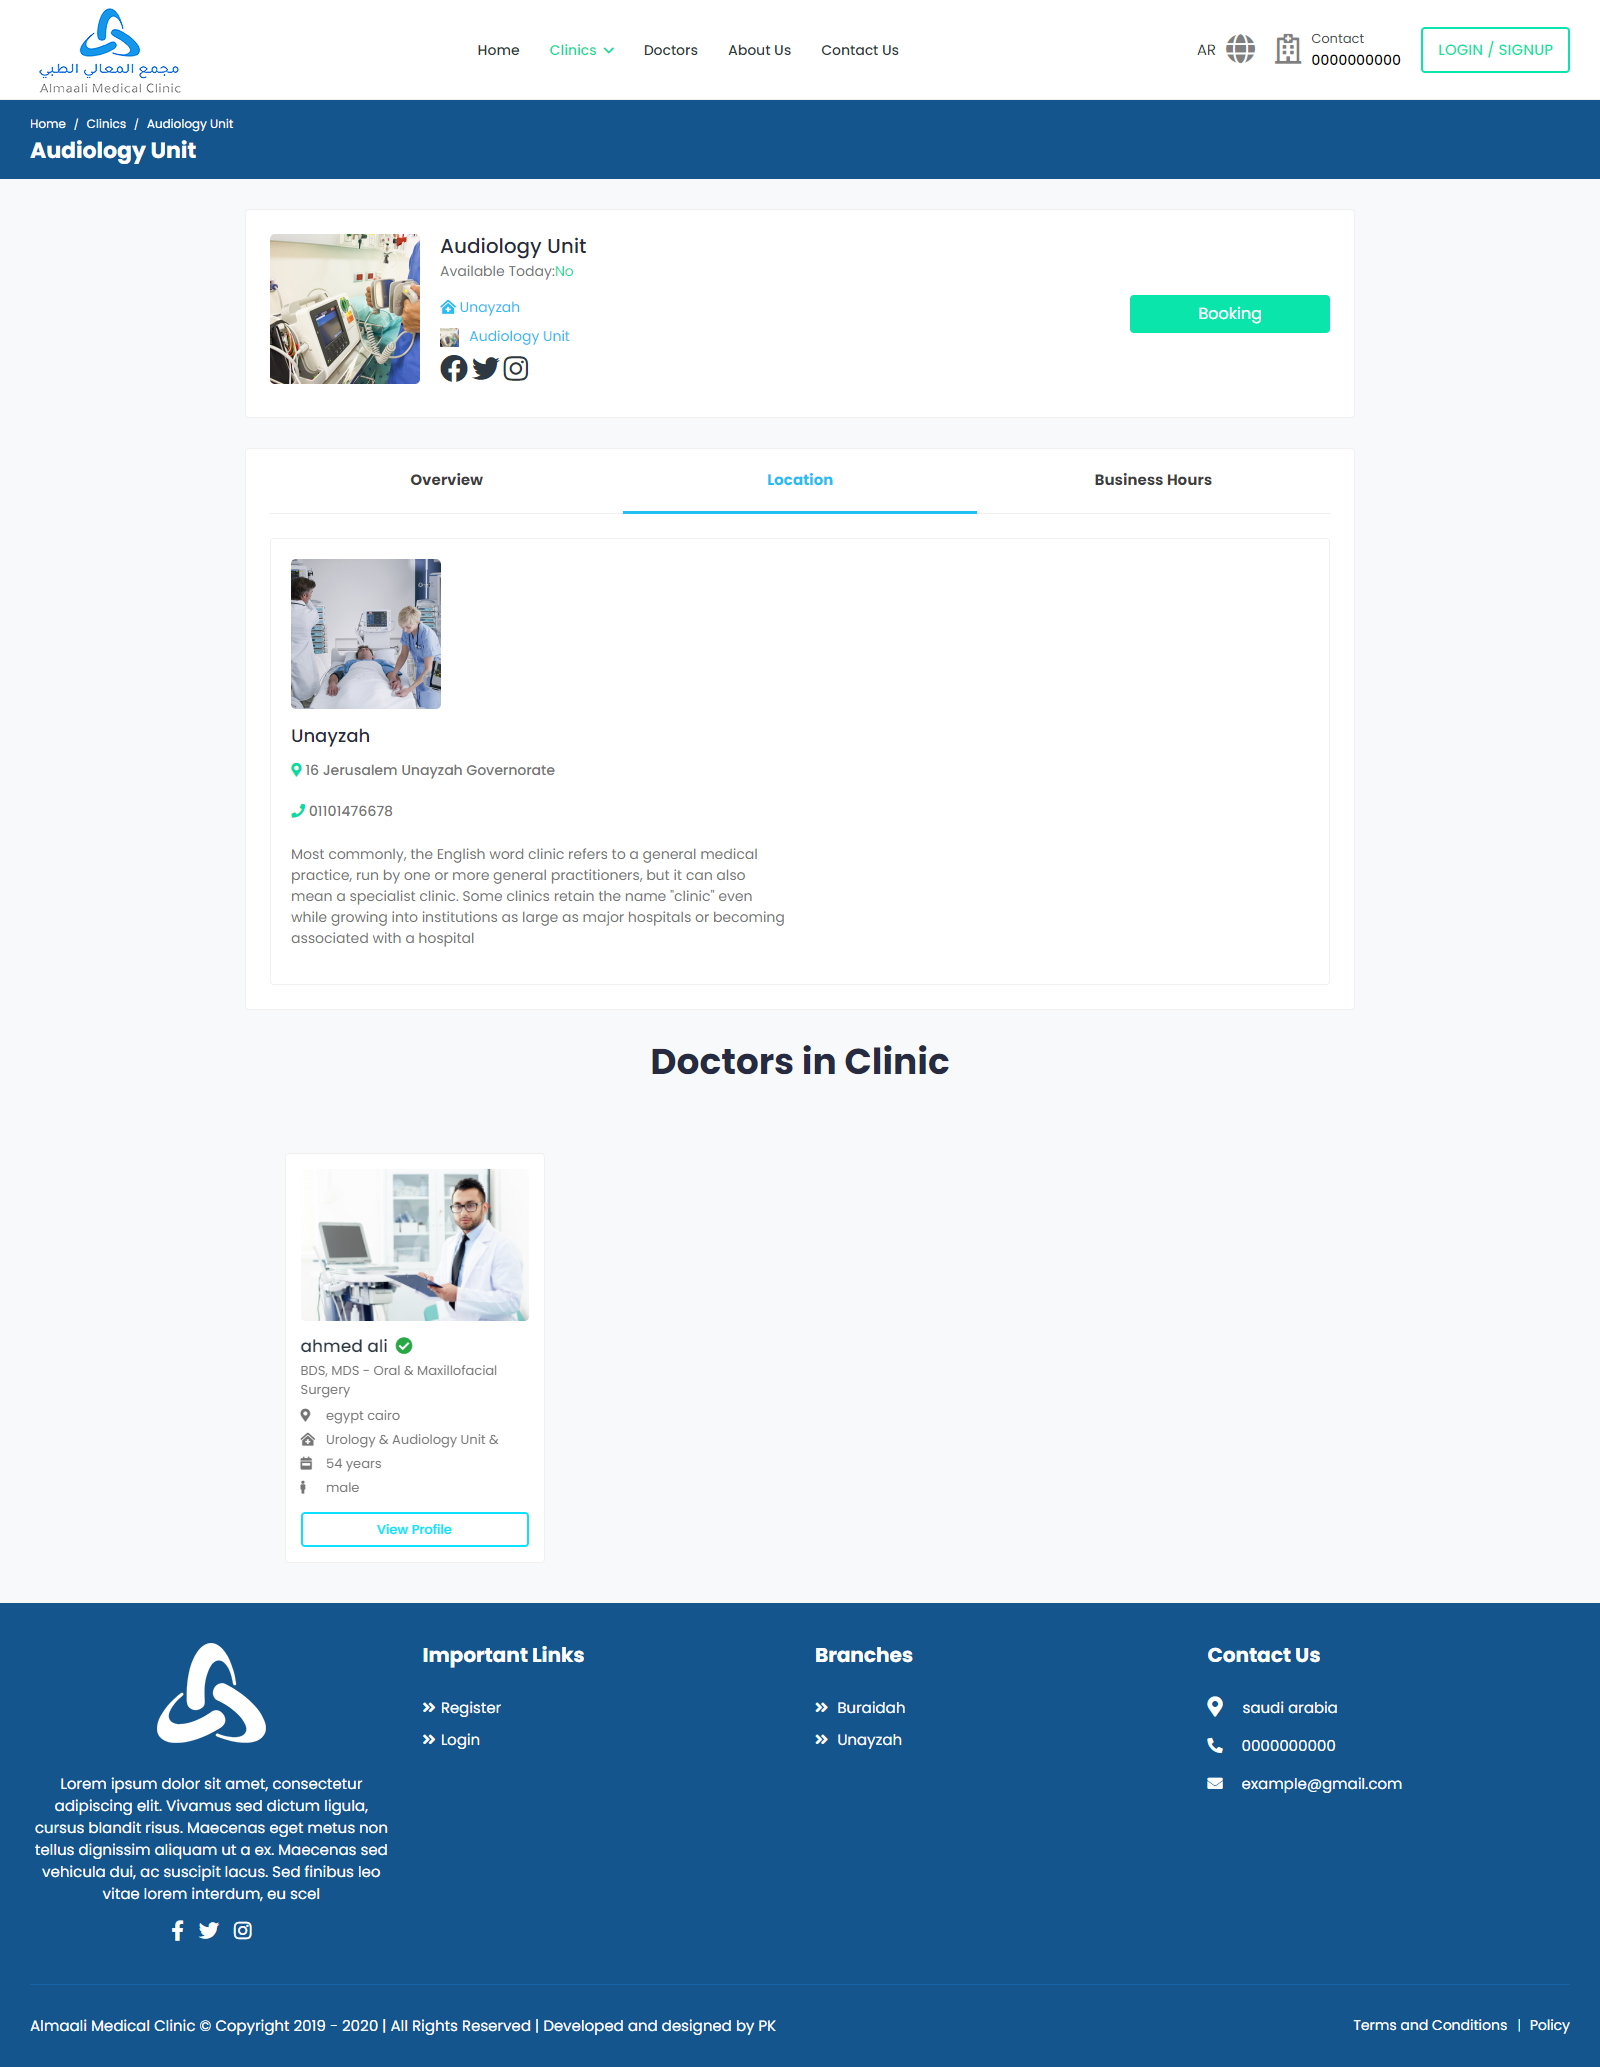 مجمع المعالي الطبي
Almaali Medical Clinic
Home
Clinics
Doctors
About Us
Contact Us
AR
Contact
0000000000
LOGIN / SIGNUP
Home / Clinics / Audiology Unit
Audiology Unit
Audiology Unit
Available Today:No
Unayzah
Audiology Unit
Booking
Overview
Location
Business Hours
Unayzah
16 Jerusalem Unayzah Governorate
01101476678
Most commonly, the English word clinic refers to a general medical
practice, run by one or more general practitioners, but it can also
mean a specialist clinic. Some clinics retain the name "clinic" even
while growing into institutions as large as major hospitals or becoming
associated with a hospital
Doctors in Clinic
ahmed ali
BDS, MDS - Oral & Maxillofacial
Surgery
egypt cairo
Urology & Audiology Unit &
54 years
male
View Profile
Lorem ipsum dolor sit amet, consectetur
adipiscing elit. Vivamus sed dictum ligula,
cursus blandit risus. Maecenas eget metus non
tellus dignissim aliquam ut a ex. Maecenas sed
vehicula dui, ac suscipit lacus. Sed finibus leo
vitae lorem interdum, eu scel
Important Links
Register
Login
Branches
Buraidah
Unayzah
Contact Us
saudi arabia
0000000000
example@gmail.com
Almaali Medical Clinic © Copyright 2019 - 2020 | All Rights Reserved | Developed and designed by PK
Terms and Conditions | Policy